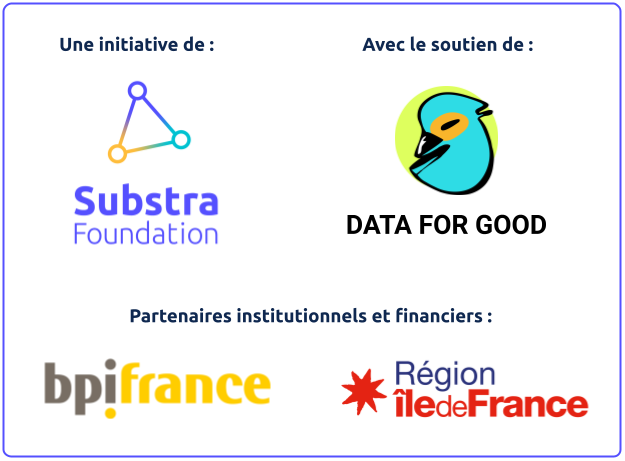 Une initiative de :
Avec le soutien de :
Substra
Foundation
DATA FOR GOOD
Partenaires institutionnels et financiers :
bpifrance
Région
îledeFrance